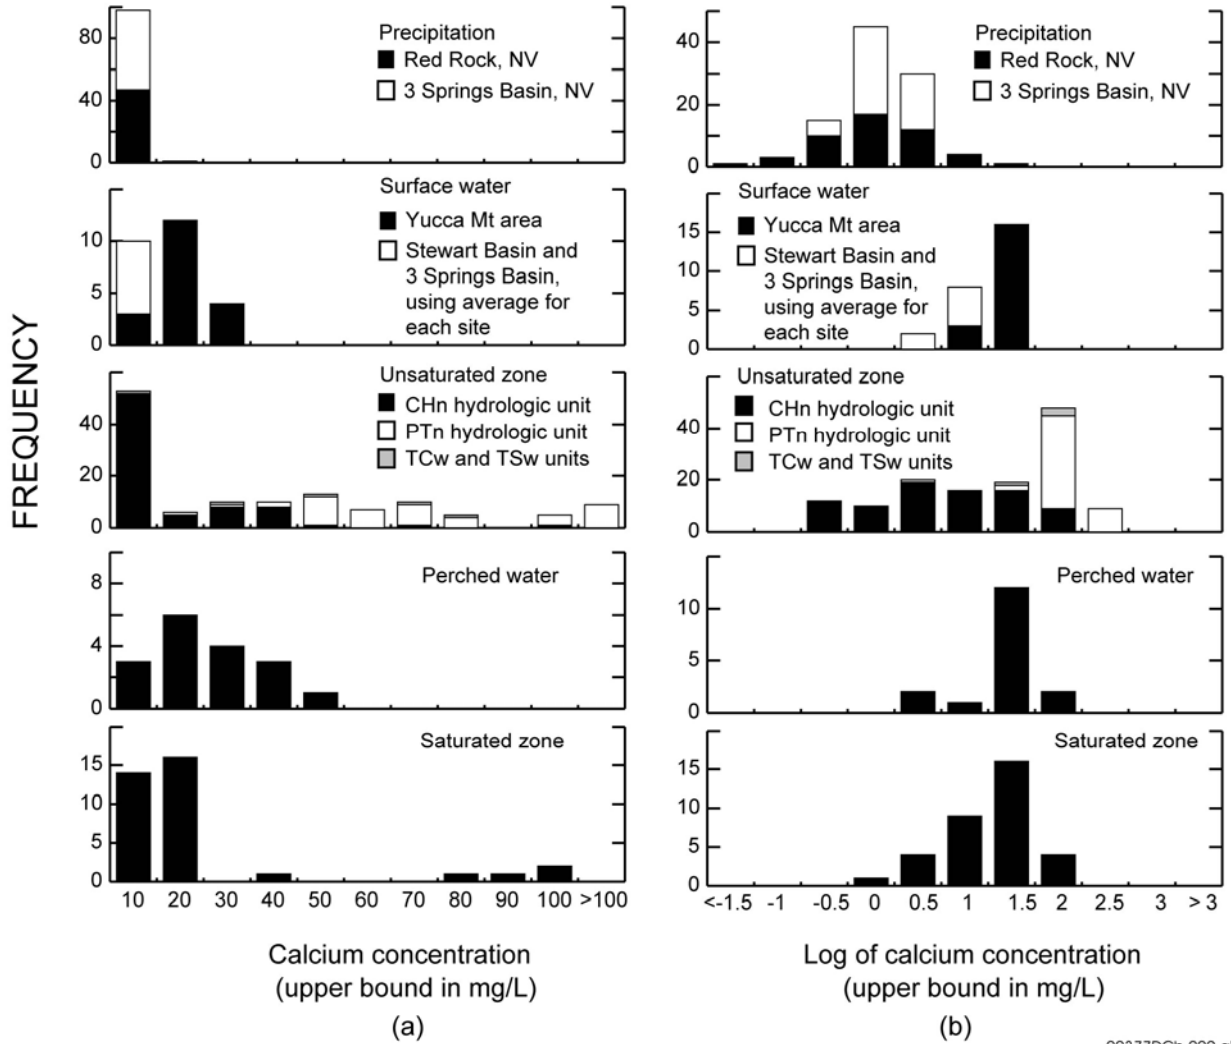 FREQUENCY
80
40
0
Precipitation
Red Rock, NV
3 Springs Basin, NV
10
5
0
Surface water
Yucca Mt area
Stewart Basin and
3 Springs Basin,
using average for
each site
40
20
0
Unsaturated zone
CHn hydrologic unit
PTn hydrologic unit
TCw and TSw units
8
4
0
Perched water
15
10
5
0
Saturated zone
10 20 30 40 50 60 70 80 90 100 >100
Calcium concentration
(upper bound in mg/L)
(a)
40
20
0
Precipitation
Red Rock, NV
3 Springs Basin, NV
15
10
5
0
Surface water
Yucca Mt area
Stewart Basin and
3 Springs Basin,
using average for
each site
40
20
0
Unsaturated zone
CHn hydrologic unit
PTn hydrologic unit
TCw and TSw units
10
5
0
Perched water
15
10
5
0
Saturated zone
<-1.5 -1 -0.5 0 0.5 1 1.5 2 2.5 3 > 3
Log of calcium concentration
(upper bound in mg/L)
(b)